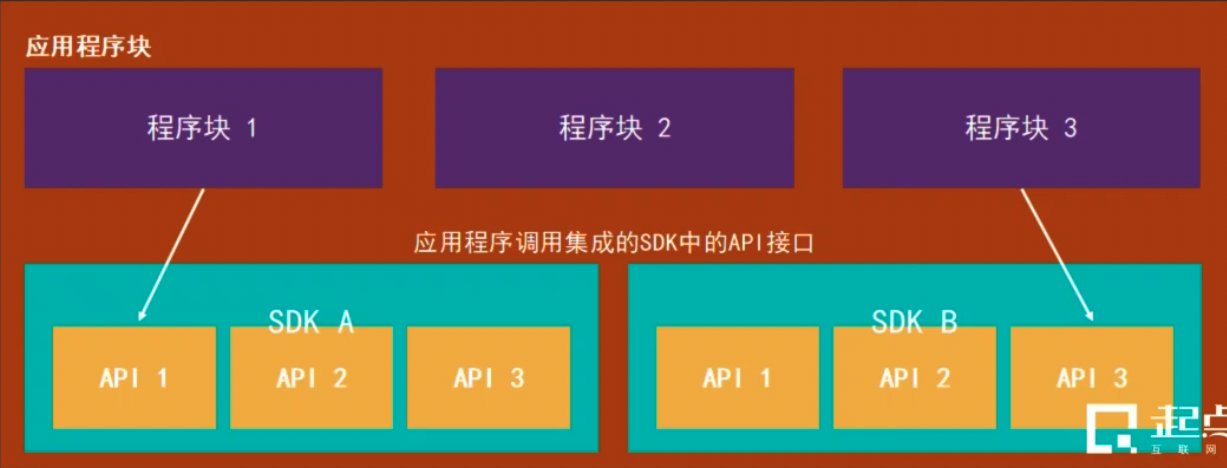 应用程序块
程序块 1
程序块 2
程序块 3
应用程序调用集成的SDK中的API接口
SDK A
SDK B
API 1
API 2
API 3
API 1
API 2
API 3
起点
互联网